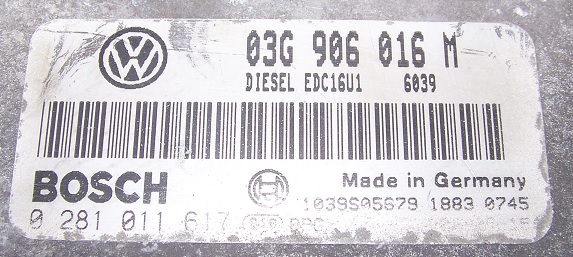 03G 906 016 M
DIESEL EDC16U1 6039
BOSCH
Made in Germany
1039S05679 1883 0745
0 281 011 617